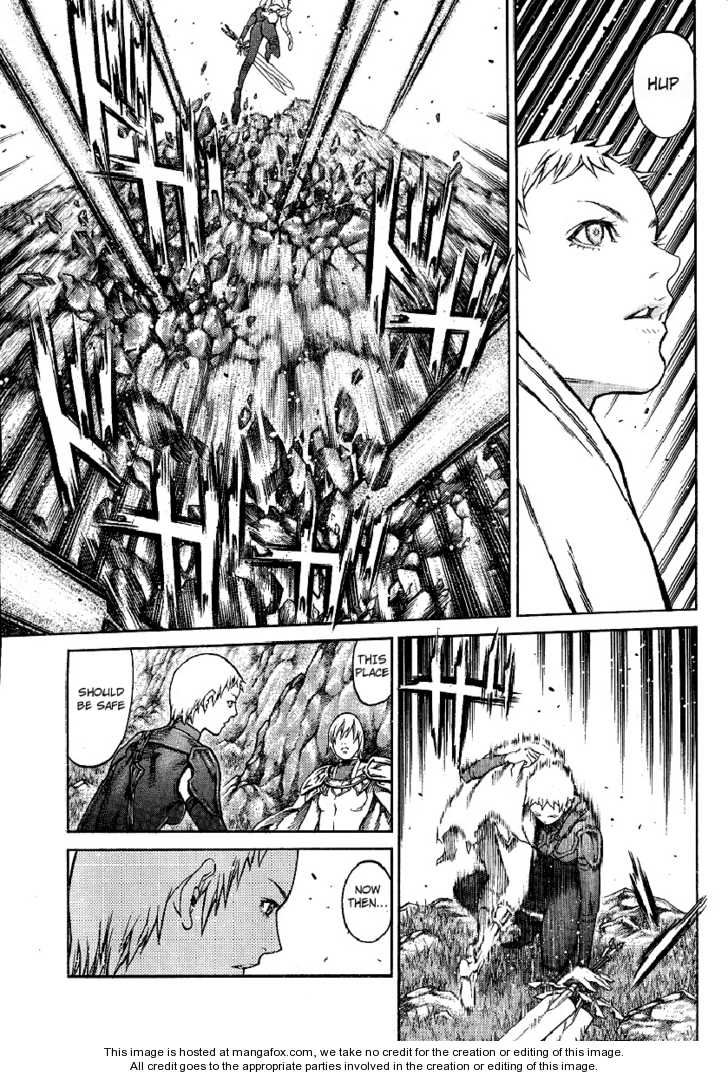 HUP
THIS
PLACE
SHOULD
BE SAFE
NOW
THEN...
This image is hosted at mangafox.com, we take no credit for the creation or editing of this image.
All credit goes to the appropriate parties involved in the creation or editing of this image.